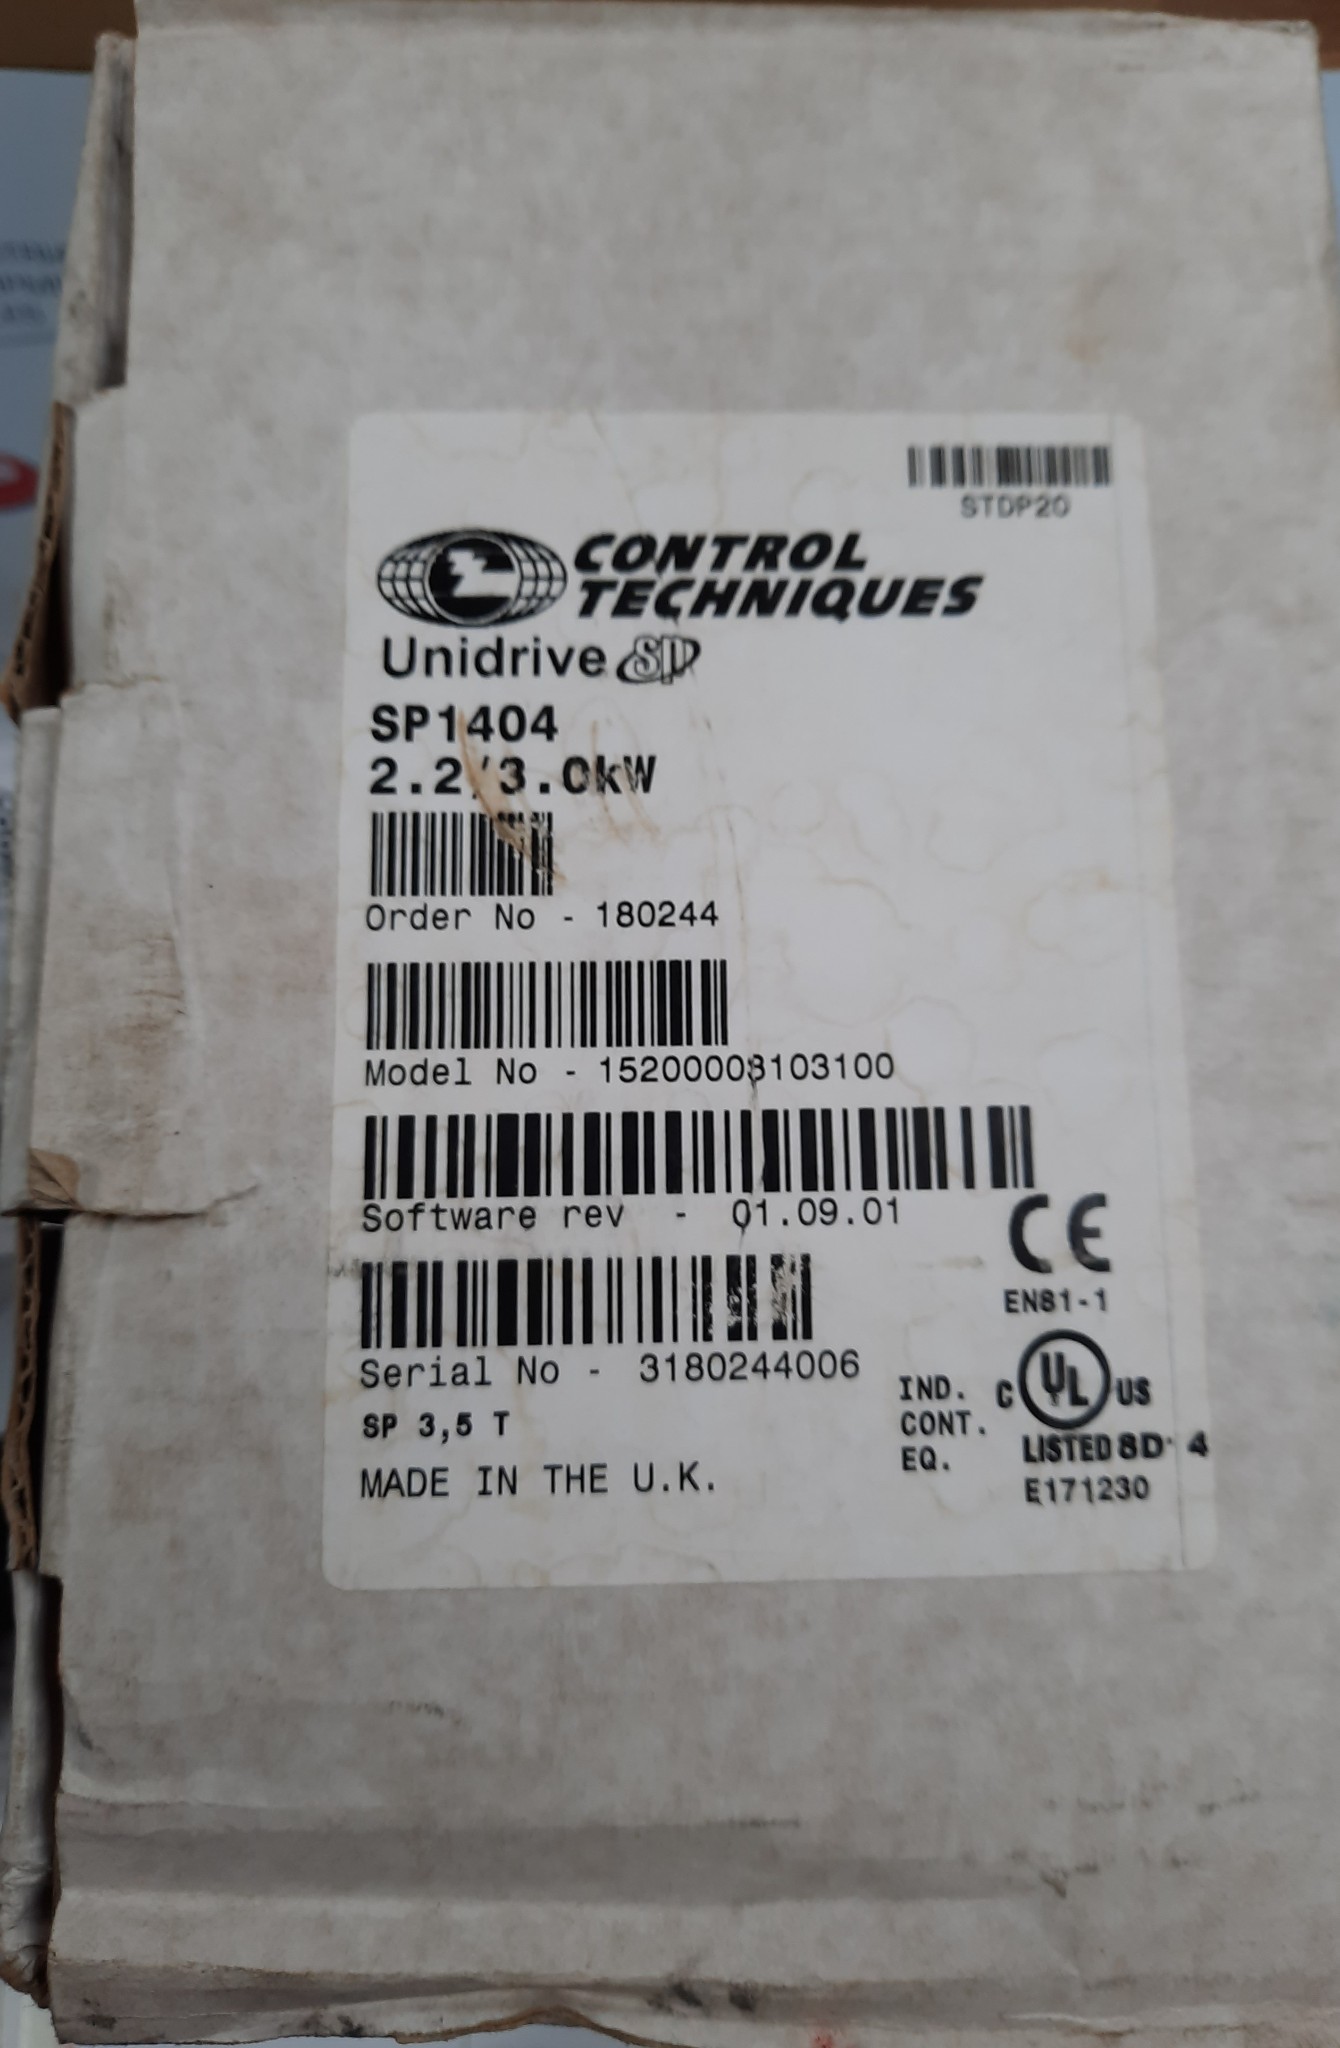 STDP20
CONTROL
TECHNIQUES
Unidrive SP
SP1404
2.2/3.0kW
Order No - 180244
Model No - 15200003103100
Software rev - 01.09.01
CE
EN81-1
Serial No - 3180244006
SP 3,5 T
MADE IN THE U.K.
IND.
CONT.
EQ.
C UL US
LISTED 8D 4
E171230